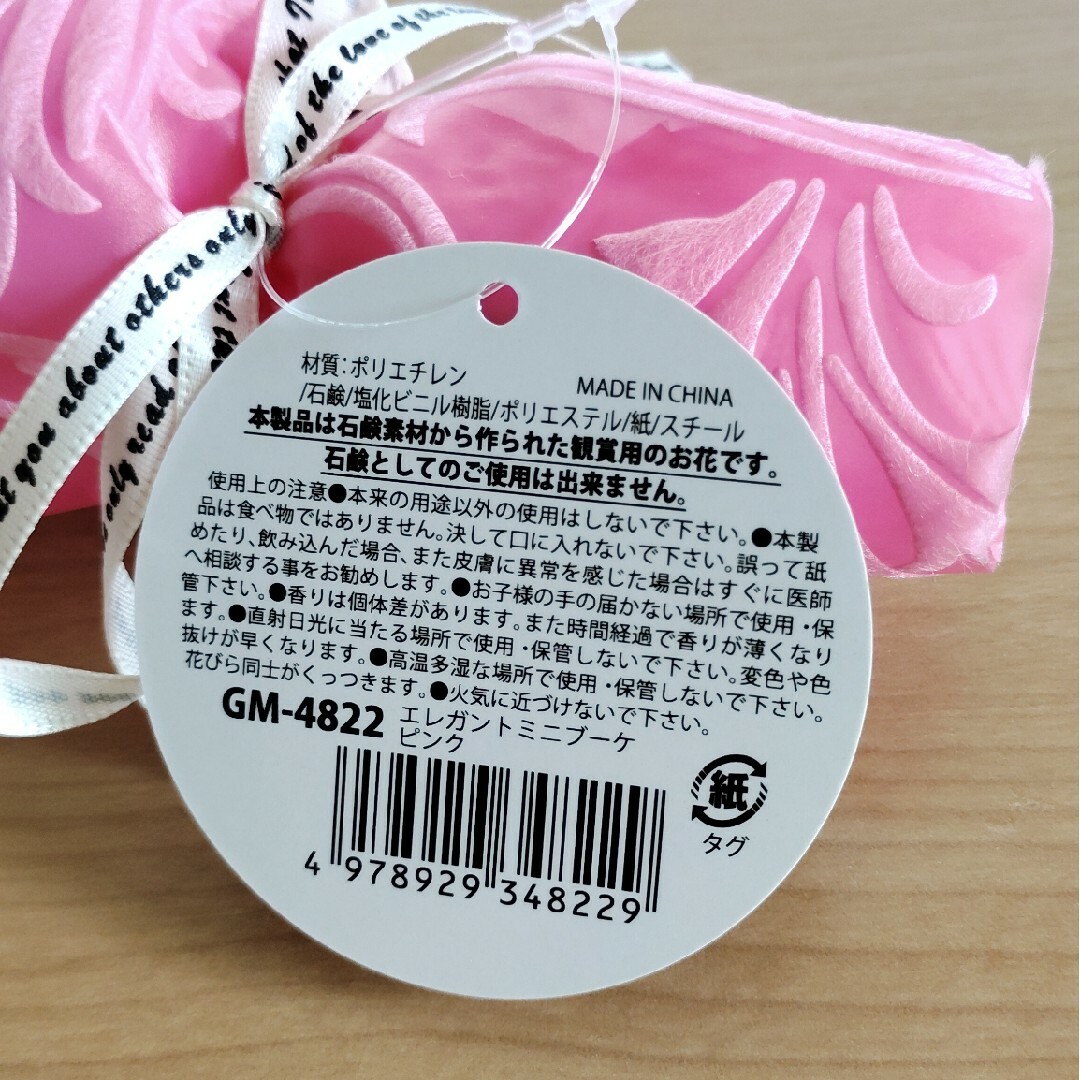 of the love of the
about you about others only
only read
材質:ポリエチレン
MADE IN CHINA
/石鹸/塩化ビニル樹脂/ポリエステル/紙/スチール
本製品は石鹸素材から作られた観賞用のお花です。
石鹸としてのご使用は出来ません。
使用上の注意●本来の用途以外の使用はしないで下さい。●本製
品は食べ物ではありません。決して口に入れないで下さい。誤って舐
めたり、飲み込んだ場合、また皮膚に異常を感じた場合はすぐに医師
へ相談する事をお勧めします。●お子様の手の届かない場所で使用・保
管下さい。●香りは個体差があります。また時間経過で香りが薄くなり
ます。●直射日光に当たる場所で使用・保管しないで下さい。変色や色
抜けが早くなります。●高温多湿な場所で使用・保管しないで下さい。
花びら同士がくっつきます。●火気に近づけないで下さい。
GM-4822 エレガントミニブーケ
ピンク
紙
タグ
4 978929 348229